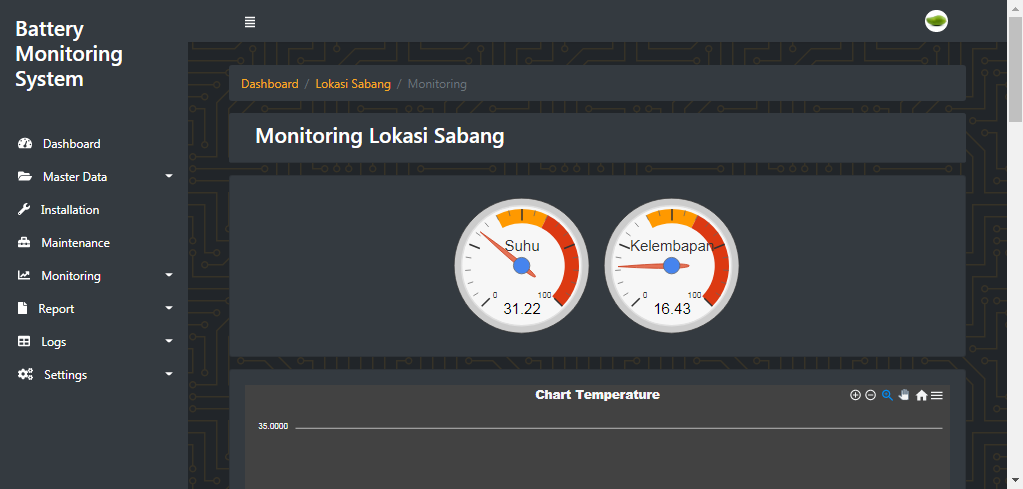 Battery
Monitoring
System
Dashboard
Master Data
Installation
Maintenance
Monitoring
Report
Logs
Settings
Dashboard / Lokasi Sabang / Monitoring
Monitoring Lokasi Sabang
Suhu
0 100
31.22
Kelembapan
0 100
16.43
Chart Temperature
35.0000